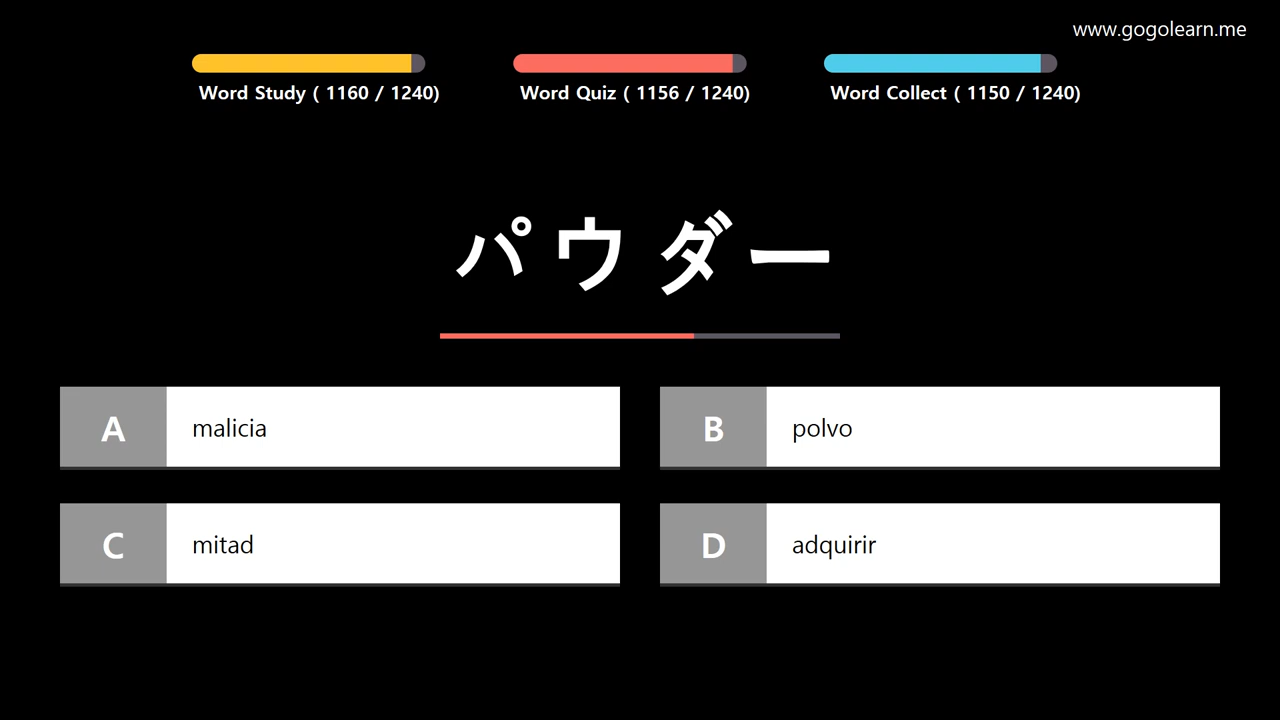 www.gogolearn.me
Word Study ( 1160 / 1240)
Word Quiz ( 1156 / 1240)
Word Collect ( 1150 / 1240)
パウダー
A malicia
B polvo
C mitad
D adquirir